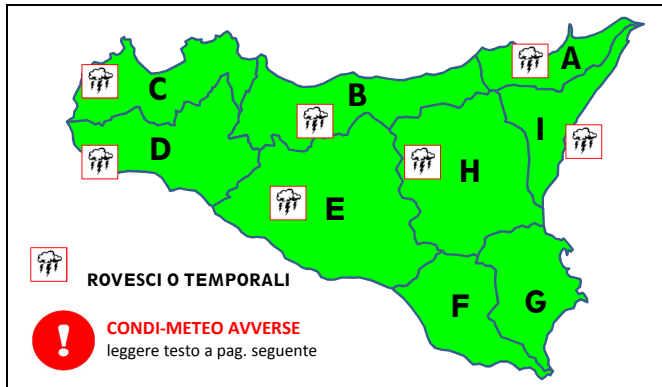 A
C
B
I
D
H
E
ROVESCI O TEMPORALI
F
G
!
CONDI-METEO AVVERSE
leggere testo a pag. seguente